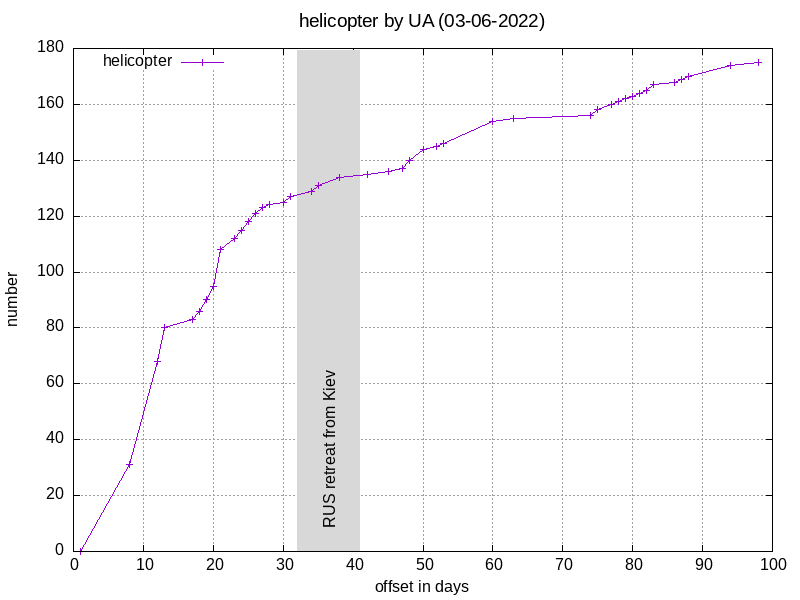 helicopter by UA (03-06-2022)
helicopter
180
160
140
120
100
80
60
40
20
0
number
RUS retreat from Kiev
0 10 20 30 40 50 60 70 80 90 100
offset in days